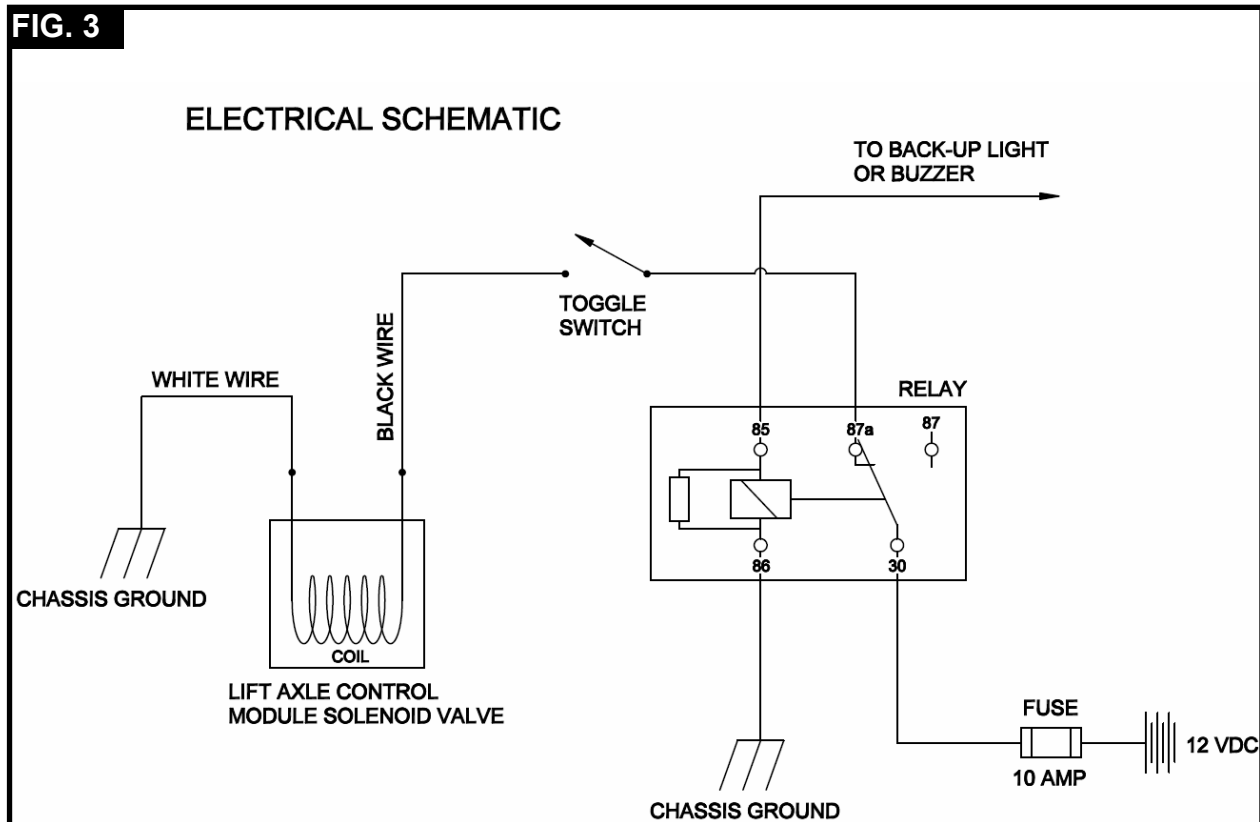 FIG. 3
ELECTRICAL SCHEMATIC
TO BACK-UP LIGHT
OR BUZZER
TOGGLE
SWITCH
BLACK WIRE
WHITE WIRE
RELAY
85
87a
87
86
30
CHASSIS GROUND
COIL
LIFT AXLE CONTROL
MODULE SOLENOID VALVE
FUSE
12 VDC
10 AMP
CHASSIS GROUND